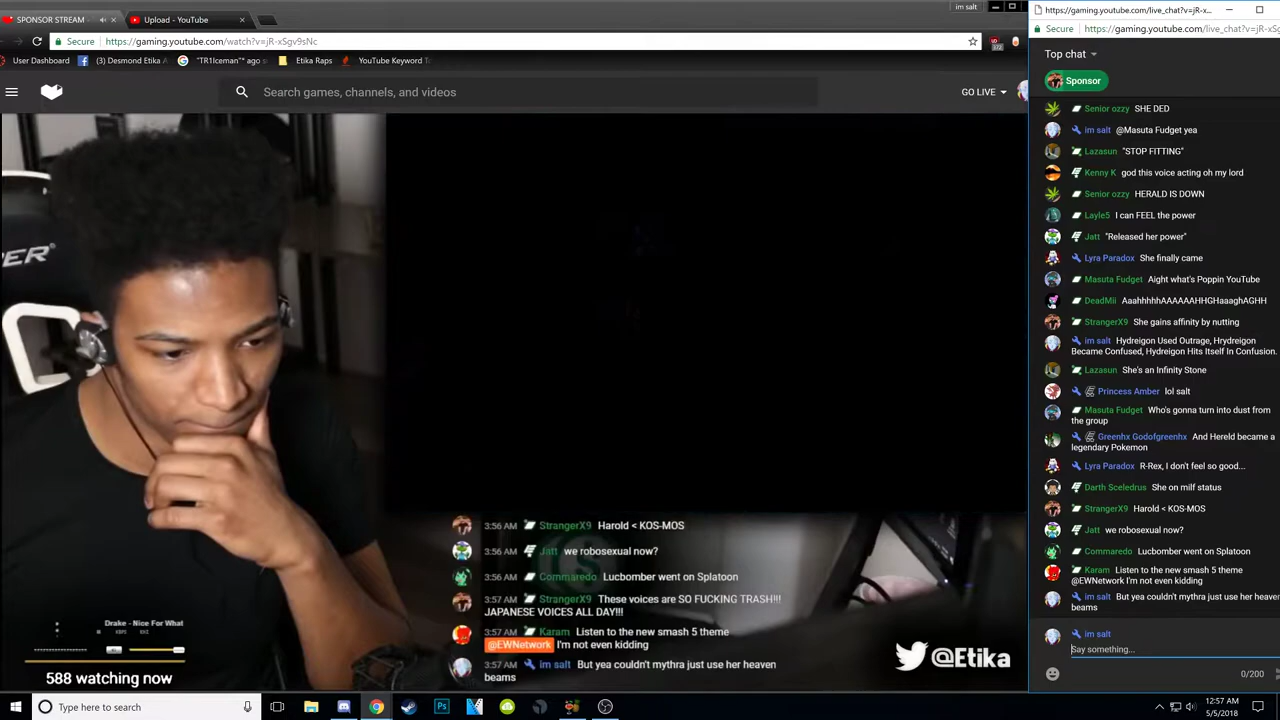 SPONSOR STREAM
Upload - YouTube
im salt
https://gaming.youtube.com/live_chat?v=jR-x...
Secure
https://gaming.youtube.com/watch?v=jR-xSgv9sNc
Secure
https://gaming.youtube.com/live_chat?v=jR-xSg
372
User Dashboard
(3) Desmond Etika A
"TR1Iceman"* ago s
Etika Raps
YouTube Keyword To
Search games, channels, and videos
GO LIVE
Top chat
Sponsor
Senior ozzy SHE DED
im salt @Masuta Fudget yea
Lazasun "STOP FITTING"
Kenny K god this voice acting oh my lord
Senior ozzy HERALD IS DOWN
Layle5 I can FEEL the power
Jatt "Released her power"
Lyra Paradox She finally came
Masuta Fudget Aight what's Poppin YouTube
DeadMii AaahhhhhAAAAAAHHGHaaaghAGHH
StrangerX9 She gains affinity by nutting
im salt Hydreigon Used Outrage, Hrydreigon
Became Confused, Hydreigon Hits Itself In Confusion.
Lazasun She's an Infinity Stone
Princess Amber lol salt
Masuta Fudget Who's gonna turn into dust from
the group
Greenhx Godofgreenhx And Hereld became a
legendary Pokemon
Lyra Paradox R-Rex, I don't feel so good...
Darth Sceledrus She on milf status
StrangerX9 Harold < KOS-MOS
Jatt we robosexual now?
Commaredo Lucbomber went on Splatoon
Karam Listen to the new smash 5 theme
@EWNetwork I'm not even kidding
im salt But yea couldn't mythra just use her heaven
beams
im salt
Say something...
0/200
3:56 AM StrangerX9 Harold < KOS-MOS
3:56 AM Jatt we robosexual now?
3:56 AM Commaredo Lucbomber went on Splatoon
3:57 AM StrangerX9 These voices are SO FUCKING TRASH!!!
JAPANESE VOICES ALL DAY!!!
3:57 AM Karam Listen to the new smash 5 theme
@EWNetwork I'm not even kidding
3:57 AM im salt But yea couldn't mythra just use her heaven
beams
Drake - Nice For What
588 watching now
@Etika
Type here to search
12:57 AM
5/5/2018